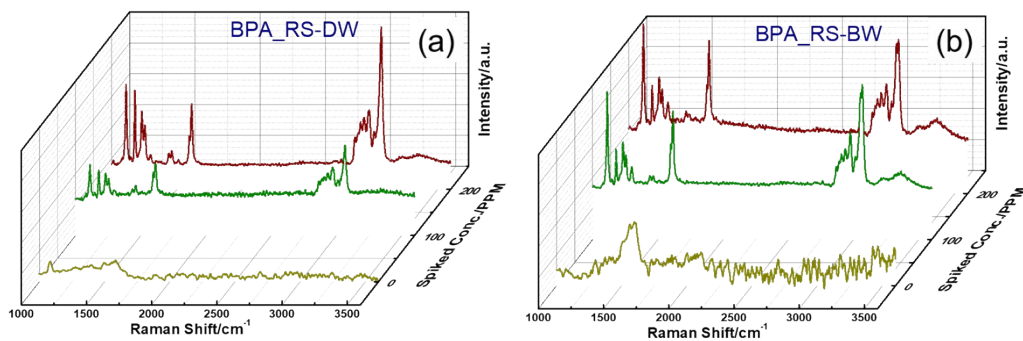 BPA_RS-DW
(a)
Intensity/a.u.
200
100
0
Spiked Conc./PPM
1000
1500
2000
2500
3000
3500
Raman Shift/cm⁻¹
BPA_RS-BW
(b)
Intensity/a.u.
200
100
0
Spiked Conc./PPM
1000
1500
2000
2500
3000
3500
Raman Shift/cm⁻¹